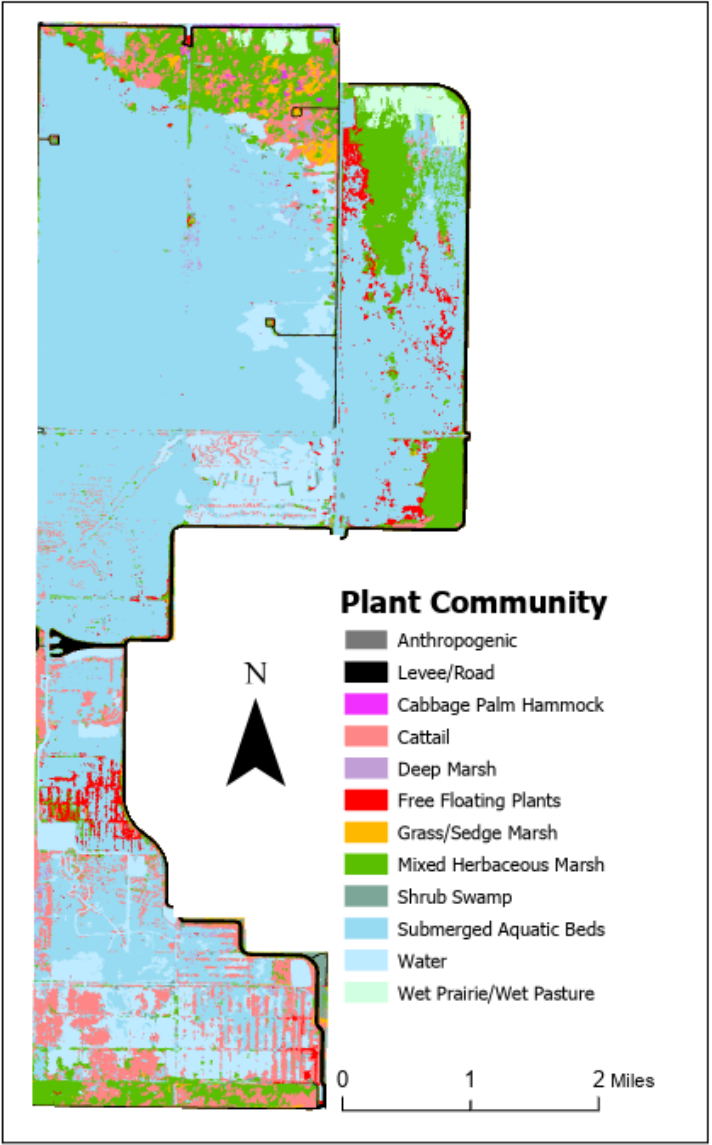 Plant Community
Anthropogenic
Levee/Road
Cabbage Palm Hammock
Cattail
Deep Marsh
Free Floating Plants
Grass/Sedge Marsh
Mixed Herbaceous Marsh
Shrub Swamp
Submerged Aquatic Beds
Water
Wet Prairie/Wet Pasture
N
0 1 2 Miles